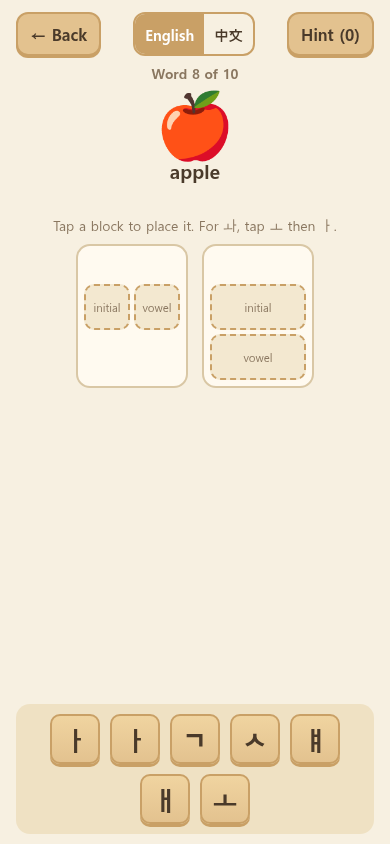 ← Back
English
中文
Hint (0)
Word 8 of 10
apple
Tap a block to place it. For ㅘ, tap ㅗ then ㅏ.
initial
vowel
initial
vowel
ㅏ
ㅏ
ㄱ
ㅅ
ㅒ
ㅐ
ㅗ